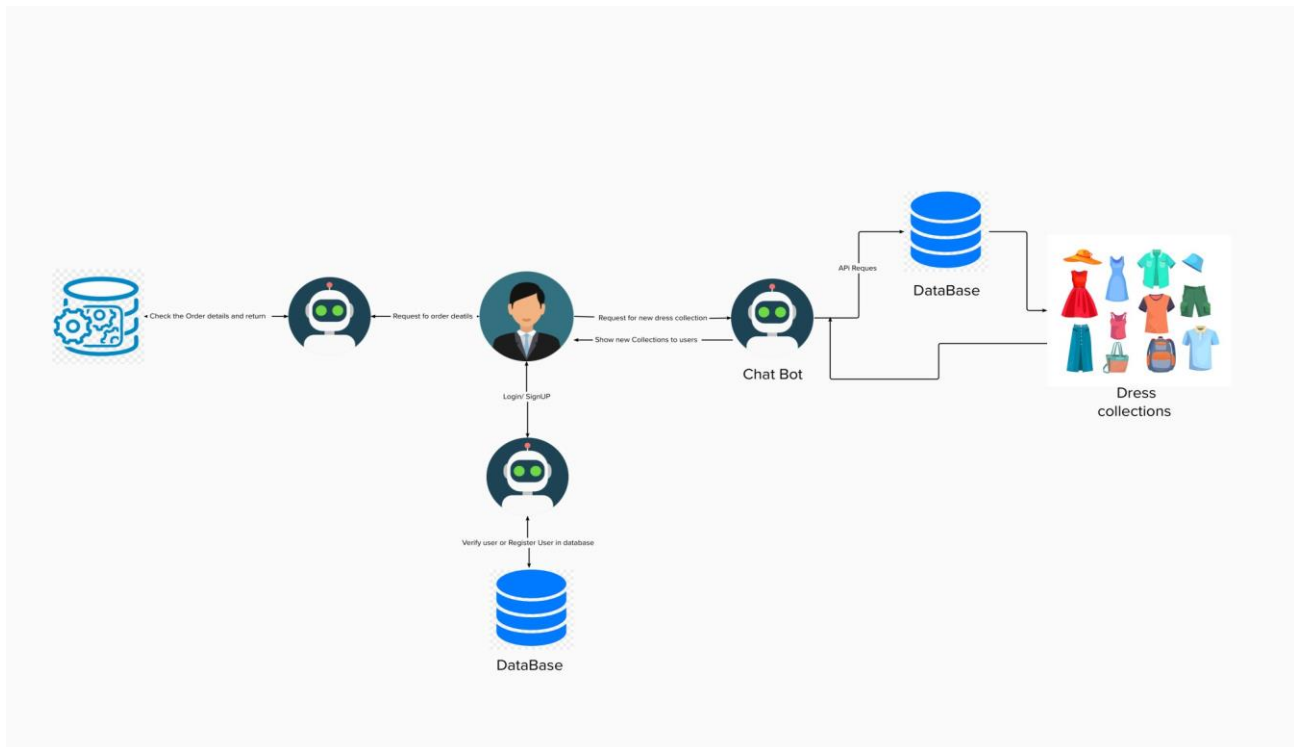 DataBase
API Reques
Check the Order details and return
Request fo order deatils
Request for new dress collection
Show new Collections to users
Chat Bot
Dress
collections
Login/ SignUP
Verify user or Register User in database
DataBase